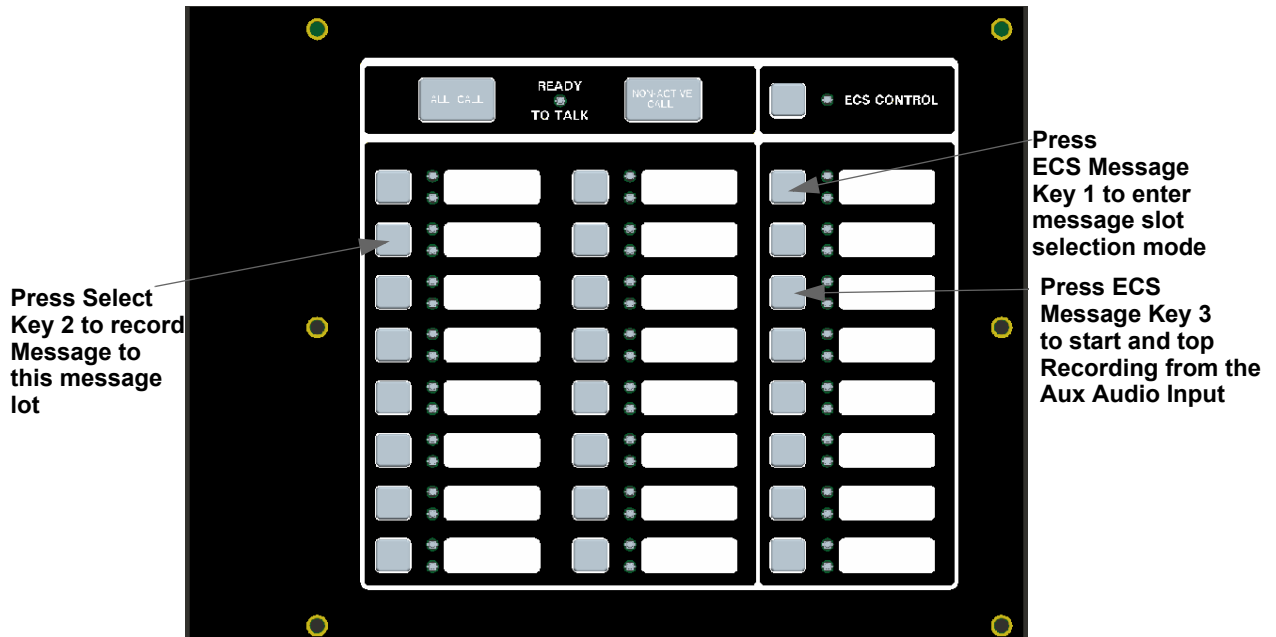 ALL CALL
READY
TO TALK
NON-ACTIVE
CALL
ECS CONTROL
Press
ECS Message
Key 1 to enter
message slot
selection mode
Press Select
Key 2 to record
Message to
this message
lot
Press ECS
Message Key 3
to start and top
Recording from the
Aux Audio Input